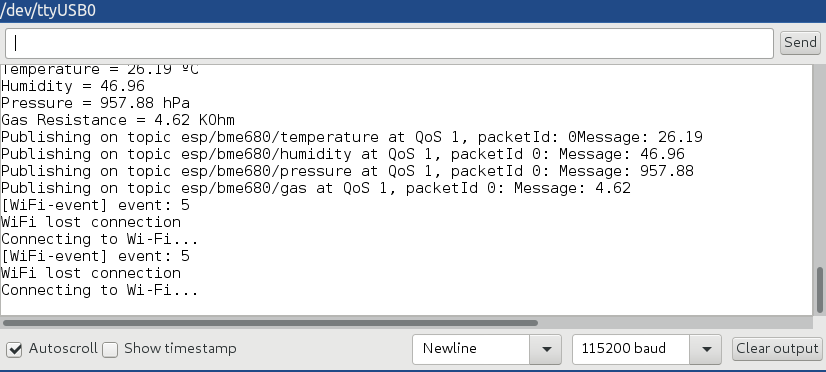 /dev/ttyUSB0
Send
Temperature = 26.19 ºC
Humidity = 46.96
Pressure = 957.88 hPa
Gas Resistance = 4.62 KOhm
Publishing on topic esp/bme680/temperature at QoS 1, packetId: 0Message: 26.19
Publishing on topic esp/bme680/humidity at QoS 1, packetId 0: Message: 46.96
Publishing on topic esp/bme680/pressure at QoS 1, packetId 0: Message: 957.88
Publishing on topic esp/bme680/gas at QoS 1, packetId 0: Message: 4.62
[WiFi-event] event: 5
WiFi lost connection
Connecting to Wi-Fi...
[WiFi-event] event: 5
WiFi lost connection
Connecting to Wi-Fi...
Autoscroll Show timestamp Newline 115200 baud Clear output